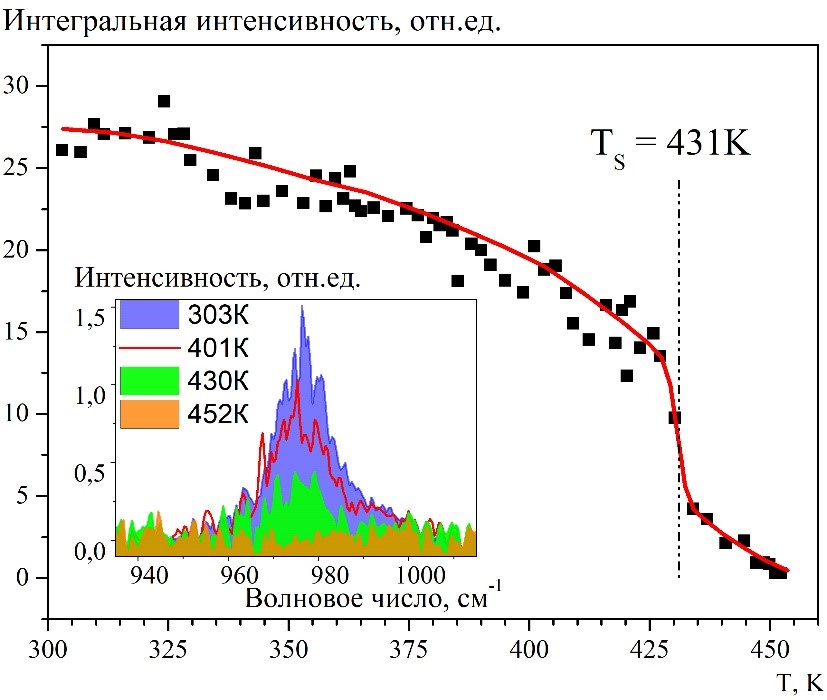 Интегральная интенсивность, отн.ед.
30
25
20
15
10
5
0
T_S = 431K
Интенсивность, отн.ед.
1,5
1,0
0,5
0,0
303K
401K
430K
452K
940 960 980 1000
Волновое число, см⁻¹
300 325 350 375 400 425 450
T, K